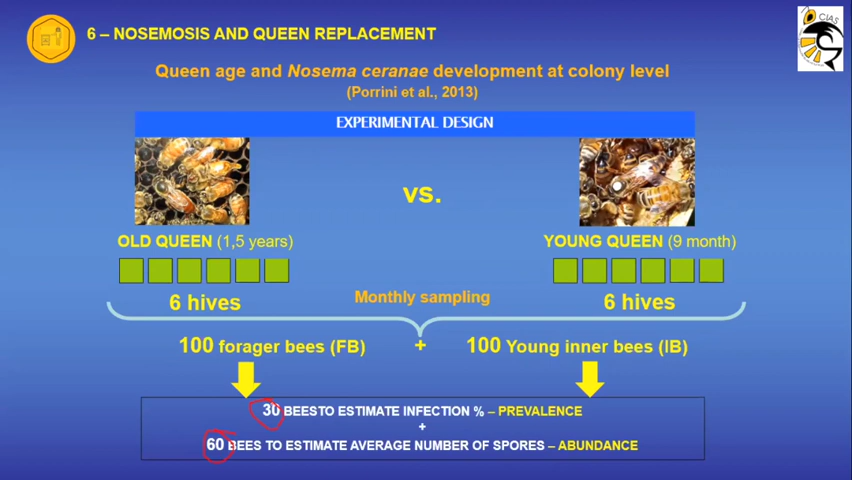 6 – NOSEMOSIS AND QUEEN REPLACEMENT
CIAS
Queen age and Nosema ceranae development at colony level
(Porrini et al., 2013)
EXPERIMENTAL DESIGN
vs.
OLD QUEEN (1,5 years)
YOUNG QUEEN (9 month)
6 hives
Monthly sampling
6 hives
100 forager bees (FB) + 100 Young inner bees (IB)
30 BEESTO ESTIMATE INFECTION % – PREVALENCE
+
60 BEES TO ESTIMATE AVERAGE NUMBER OF SPORES – ABUNDANCE